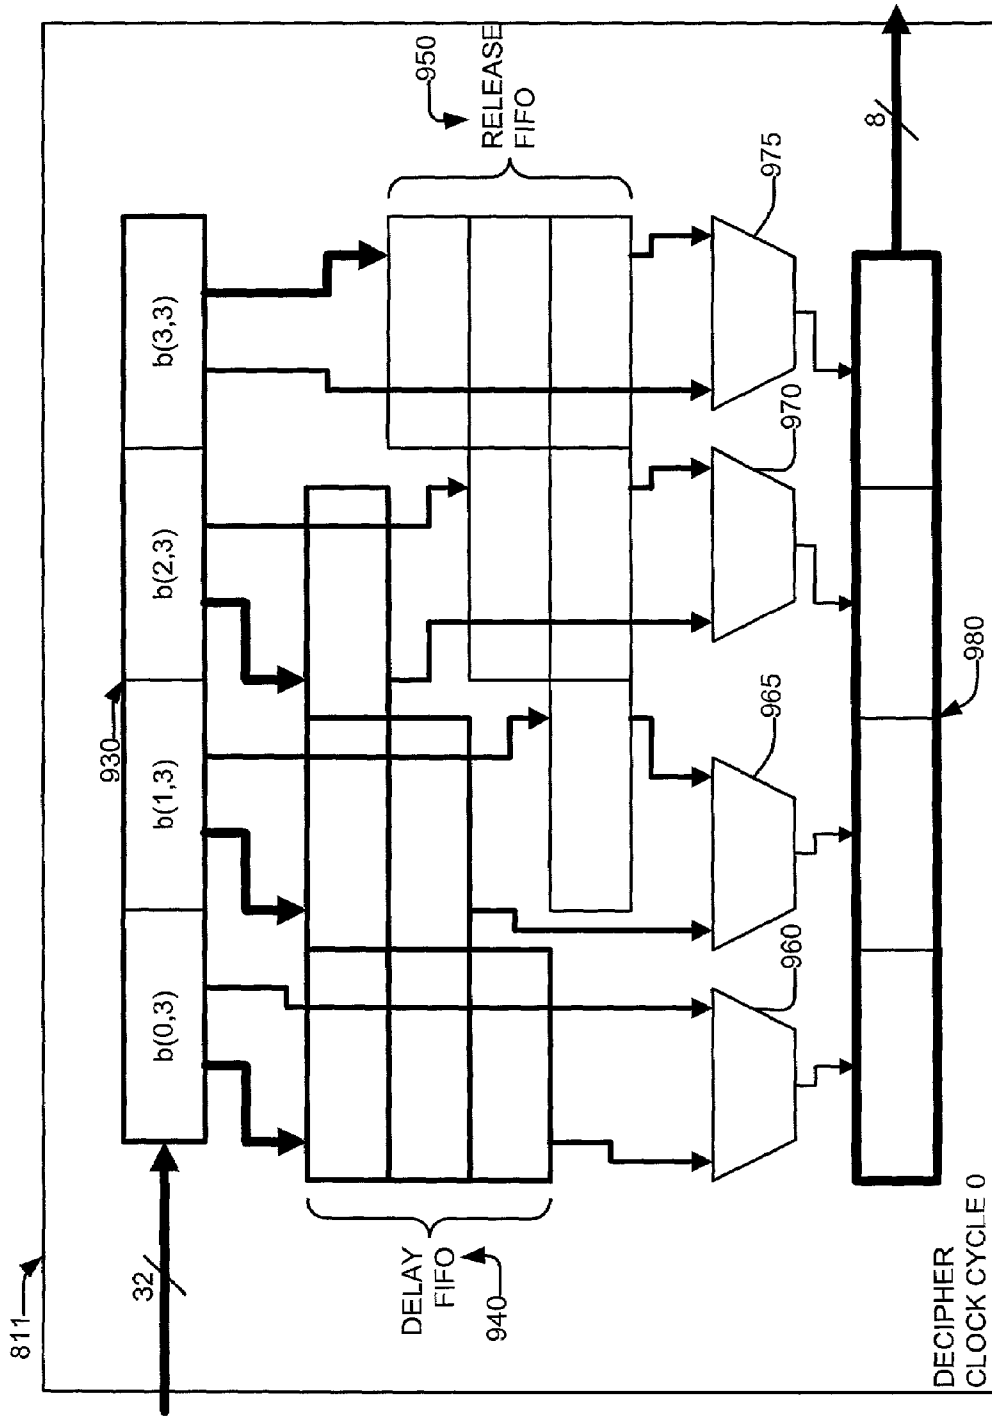 811
32
930
b(0,3)
b(1,3)
b(2,3)
b(3,3)
DELAY
FIFO
940
950
RELEASE
FIFO
960
965
970
975
980
8
DECIPHER
CLOCK CYCLE 0